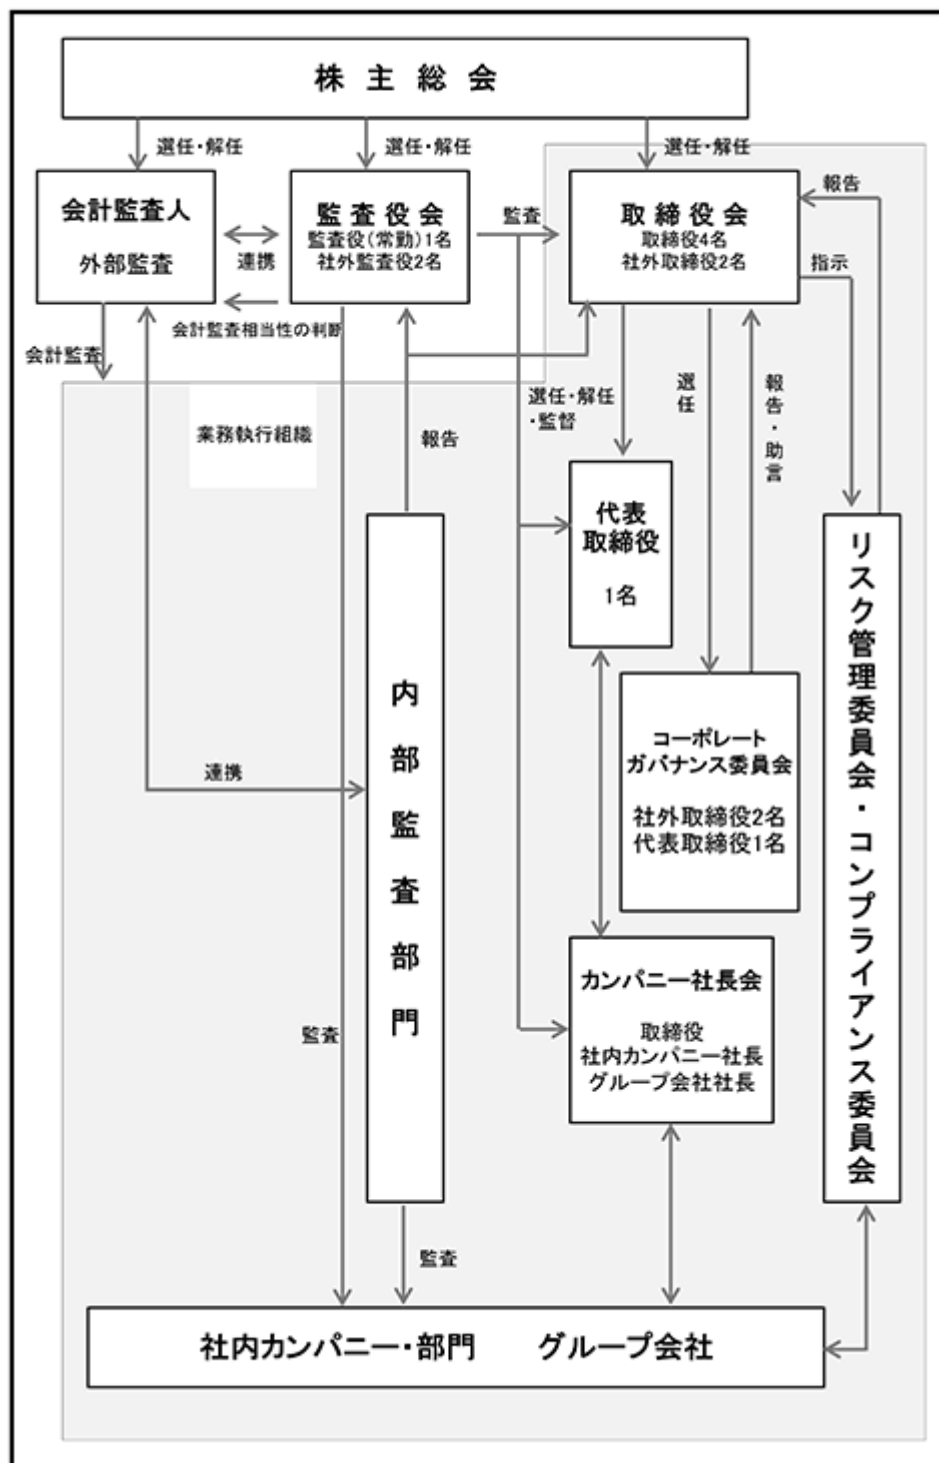 株主総会
選任・解任
選任・解任
選任・解任
会計監査人
外部監査
連携
監査役会
監査役(常勤)1名
社外監査役2名
監査
取締役会
取締役4名
社外取締役2名
報告
指示
会計監査相当性の判断
会計監査
業務執行組織
報告
選任・解任
・監督
選任
報告・助言
代表
取締役
1名
リスク管理委員会・コンプライアンス委員会
内部監査部門
連携
コーポレート
ガバナンス委員会
社外取締役2名
代表取締役1名
カンパニー社長会
取締役
社内カンパニー社長
グループ会社社長
監査
監査
社内カンパニー・部門 グループ会社